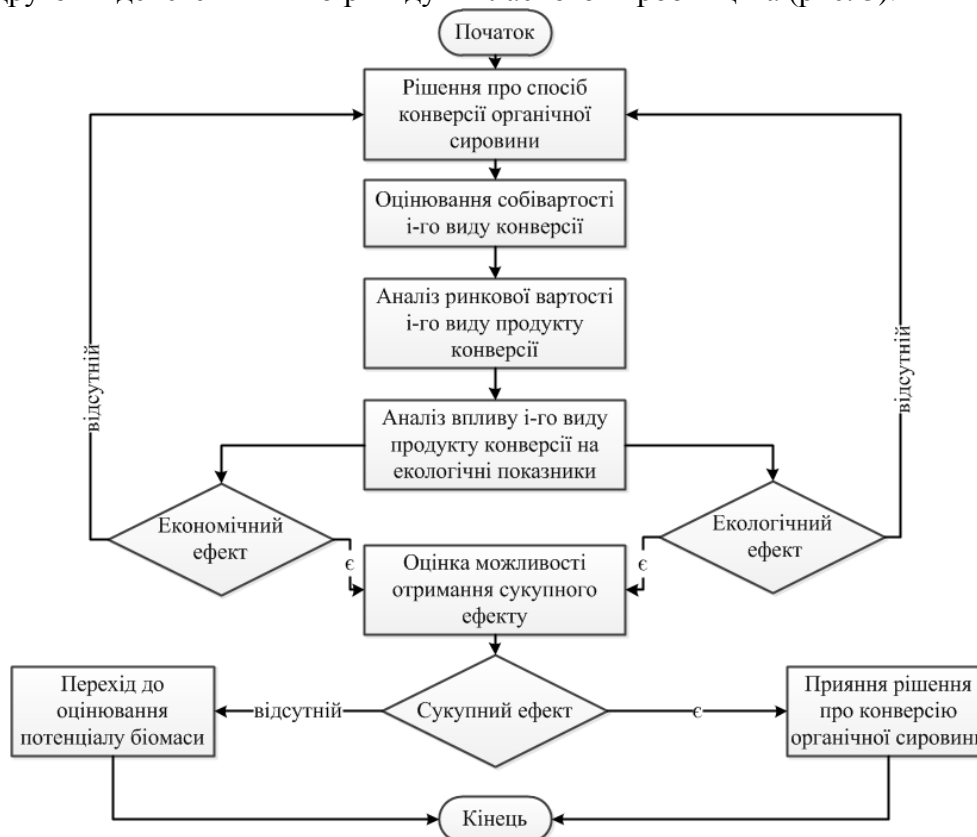 Початок
Рішення про спосіб
конверсії органічної
сировини
Оцінювання собівартості
і-го виду конверсії
Аналіз ринкової вартості
і-го виду продукту
конверсії
Аналіз впливу і-го виду
продукту конверсії на
екологічні показники
відсутній
відсутній
Економічний
ефект
Екологічний
ефект
є
є
Оцінка можливості
отримання сукупного
ефекту
Перехід до
оцінювання
потенціалу біомаси
відсутній
Сукупний ефект
є
Прияння рішення
про конверсію
органічної сировини
Кінець